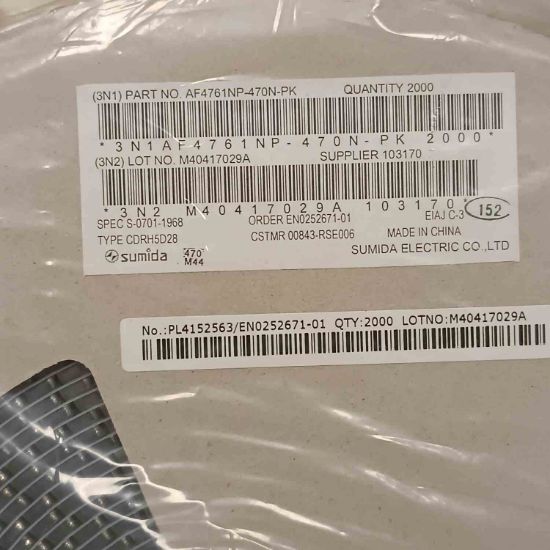 (3N1) PART NO. AF4761NP-470N-PK QUANTITY 2000
*3N1AF4761NP-470N-PK 2000*
(3N2) LOT NO. M40417029A SUPPLIER 103170
*3N2 M40417029A 103170*
SPEC S-0701-1968 ORDER EN0252671-01 EIAJ C-3 152
TYPE CDRH5D28 CSTMR 00843-RSE006 MADE IN CHINA
sumida 470 M44 SUMIDA ELECTRIC CO.,LTD
No.:PL4152563/EN0252671-01 QTY:2000 LOTNO:M40417029A